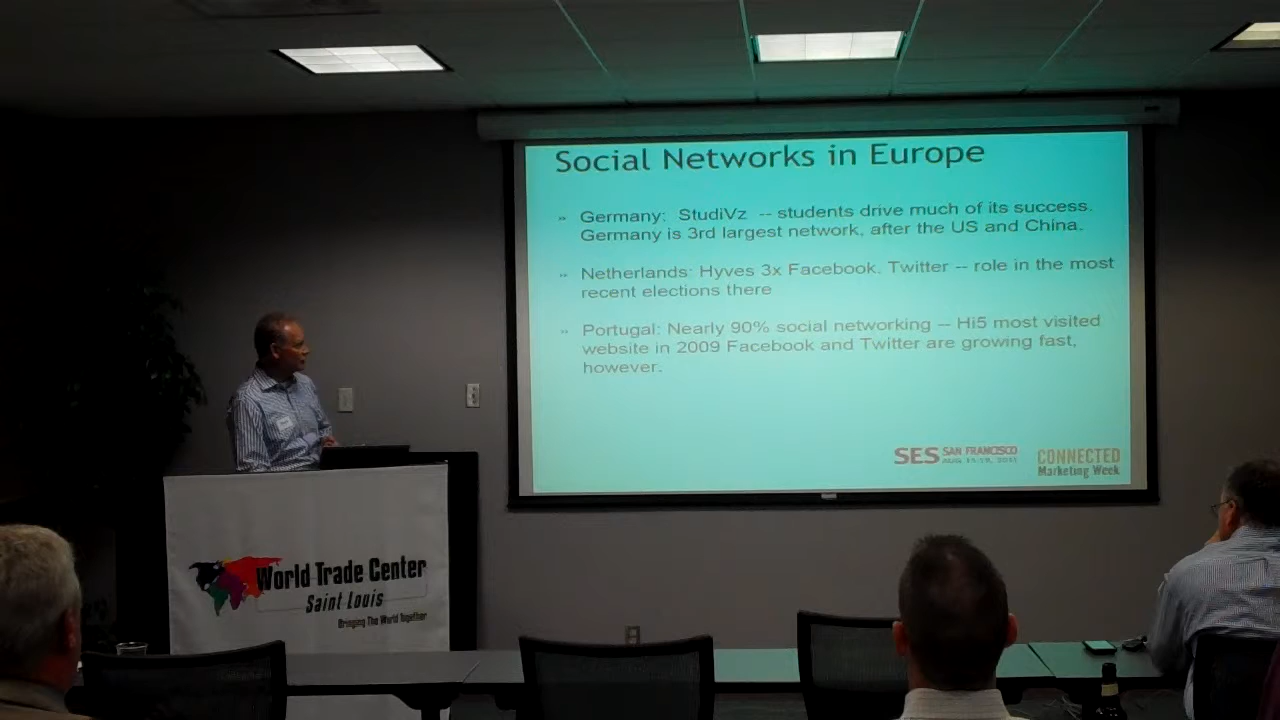 Social Networks in Europe
» Germany: StudiVz -- students drive much of its success.
Germany is 3rd largest network, after the US and China.
» Netherlands: Hyves 3x Facebook. Twitter -- role in the most
recent elections there
» Portugal: Nearly 90% social networking -- Hi5 most visited
website in 2009 Facebook and Twitter are growing fast,
however.
SES SAN FRANCISCO
CONNECTED
Marketing Week
World Trade Center
Saint Louis
Bringing The World Together